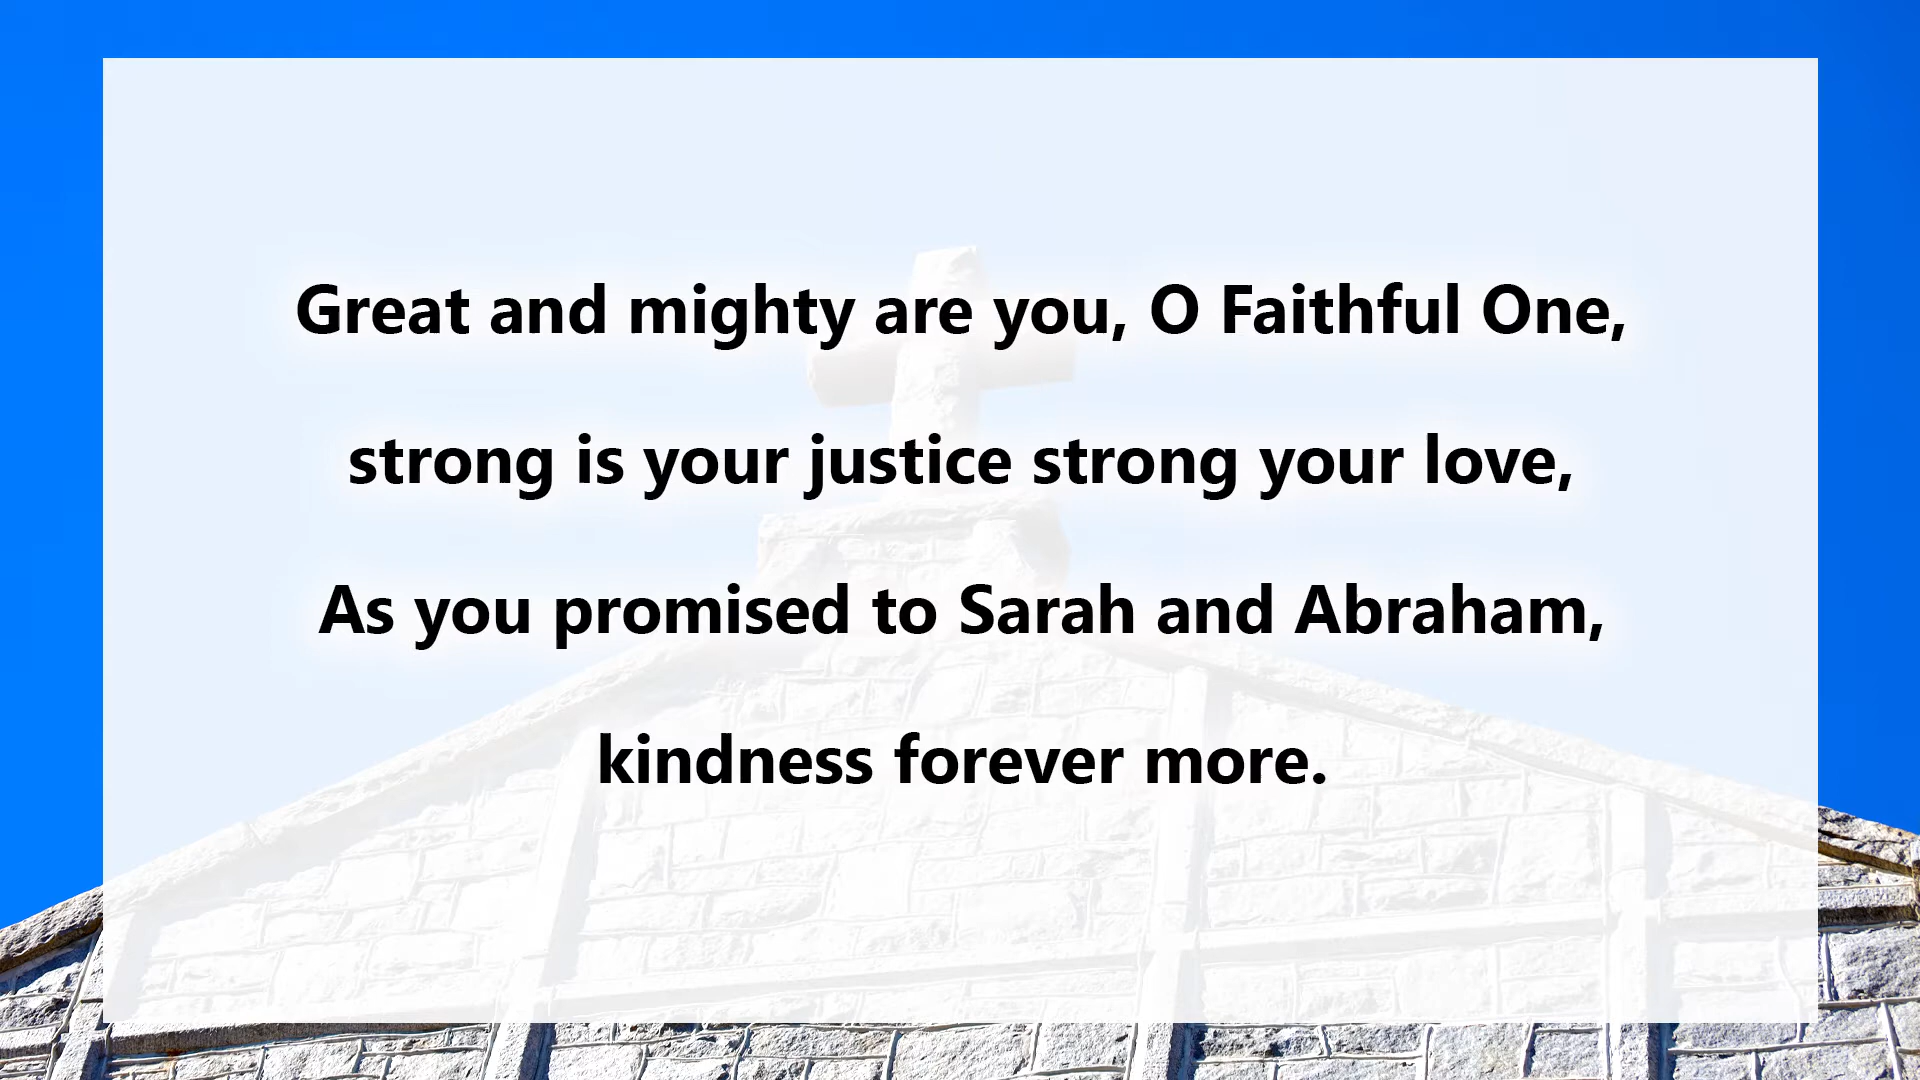 Great and mighty are you, O Faithful One,
strong is your justice strong your love,
As you promised to Sarah and Abraham,
kindness forever more.